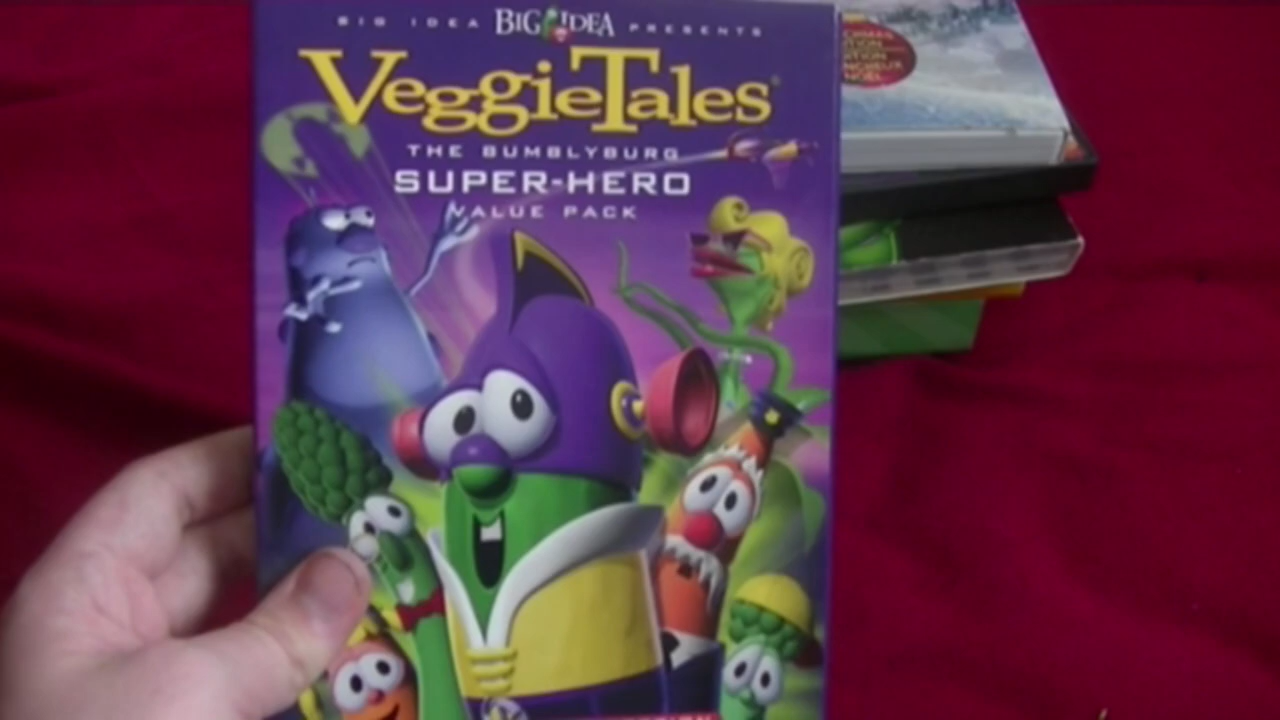 BIG IDEA BIG IDEA PRESENTS
VeggieTales
THE BUMBLYBURG
SUPER-HERO
VALUE PACK